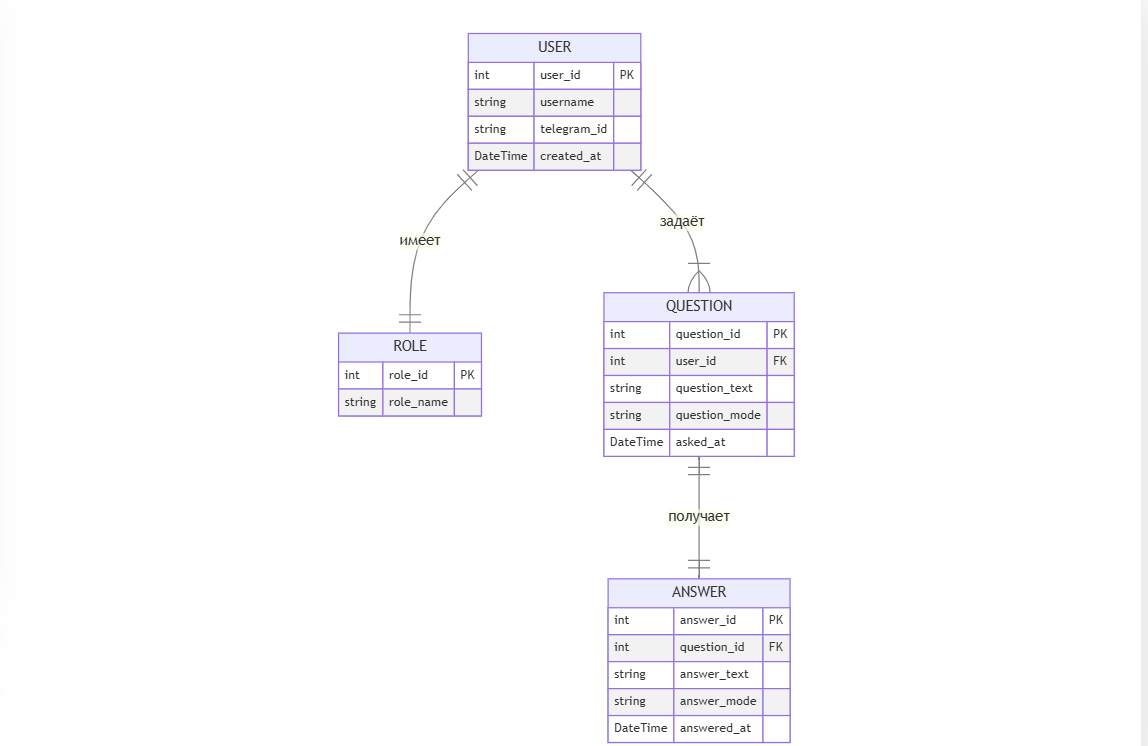 USER
int user_id PK
string username
string telegram_id
DateTime created_at
имеет
задаёт
ROLE
int role_id PK
string role_name
QUESTION
int question_id PK
int user_id FK
string question_text
string question_mode
DateTime asked_at
получает
ANSWER
int answer_id PK
int question_id FK
string answer_text
string answer_mode
DateTime answered_at